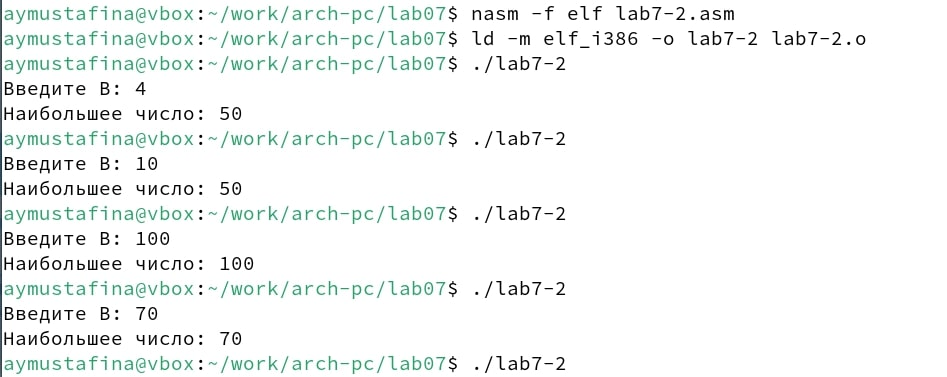 aymustafina@vbox:~/work/arch-pc/lab07$ nasm -f elf lab7-2.asm
aymustafina@vbox:~/work/arch-pc/lab07$ ld -m elf_i386 -o lab7-2 lab7-2.o
aymustafina@vbox:~/work/arch-pc/lab07$ ./lab7-2
Введите В: 4
Наибольшее число: 50
aymustafina@vbox:~/work/arch-pc/lab07$ ./lab7-2
Введите В: 10
Наибольшее число: 50
aymustafina@vbox:~/work/arch-pc/lab07$ ./lab7-2
Введите В: 100
Наибольшее число: 100
aymustafina@vbox:~/work/arch-pc/lab07$ ./lab7-2
Введите В: 70
Наибольшее число: 70
aymustafina@vbox:~/work/arch-pc/lab07$ ./lab7-2